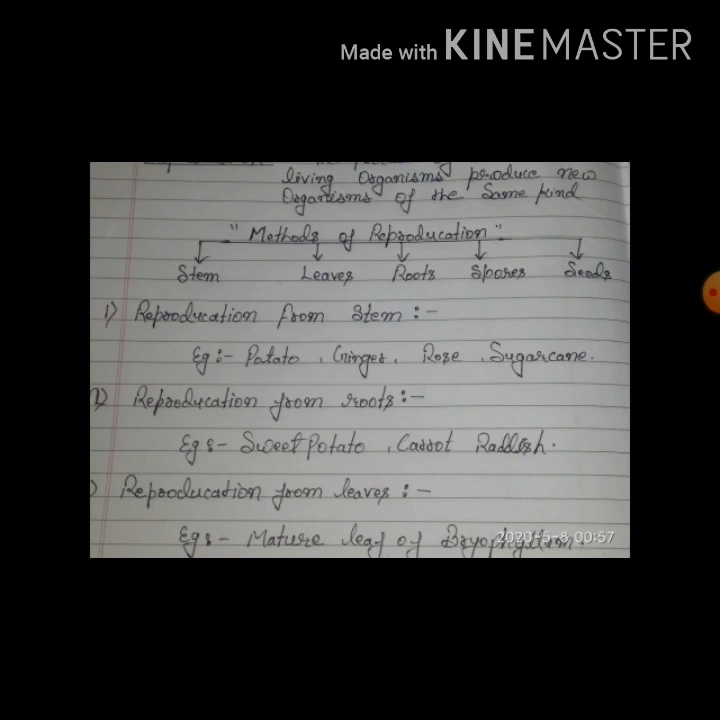 Made with KINEMASTER
living Organisms produce new
Organisms of the Same kind
"Methods of Reproducation"
Stem Leaves Roots Spores Seeds
1) Reproducation from Stem :-
Eg :- Patato , Ginger, Rose , Sugarcane.
2) Reproducation from roots :-
Eg :- Sweet Potato , Carrot Raddish.
) Reproducation from leaves :-
Eg :- Mature leaf of Bryophyllum.
2020-5-8 00:57